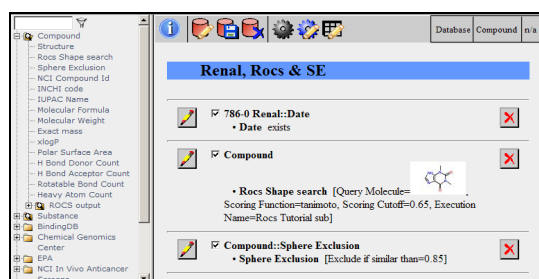 Compound
Structure
Rocs Shape search
Sphere Exclusion
NCI Compound Id
INCHI code
IUPAC Name
Molecular Formula
Molecular Weight
Exact mass
xlogP
Polar Surface Area
H Bond Donor Count
H Bond Acceptor Count
Rotatable Bond Count
Heavy Atom Count
ROCS output
Substance
BindingDB
Chemical Genomics
Center
EPA
NCI In Vivo Anticancer
Database Compound n/a
Renal, Rocs & SE
786-0 Renal::Date
• Date exists
Compound
• Rocs Shape search [Query Molecule= ,
Scoring Function=tanimoto, Scoring Cutoff=0.65, Execution
Name=Rocs Tutorial sub]
Compound::Sphere Exclusion
• Sphere Exclusion [Exclude if similar than=0.85]